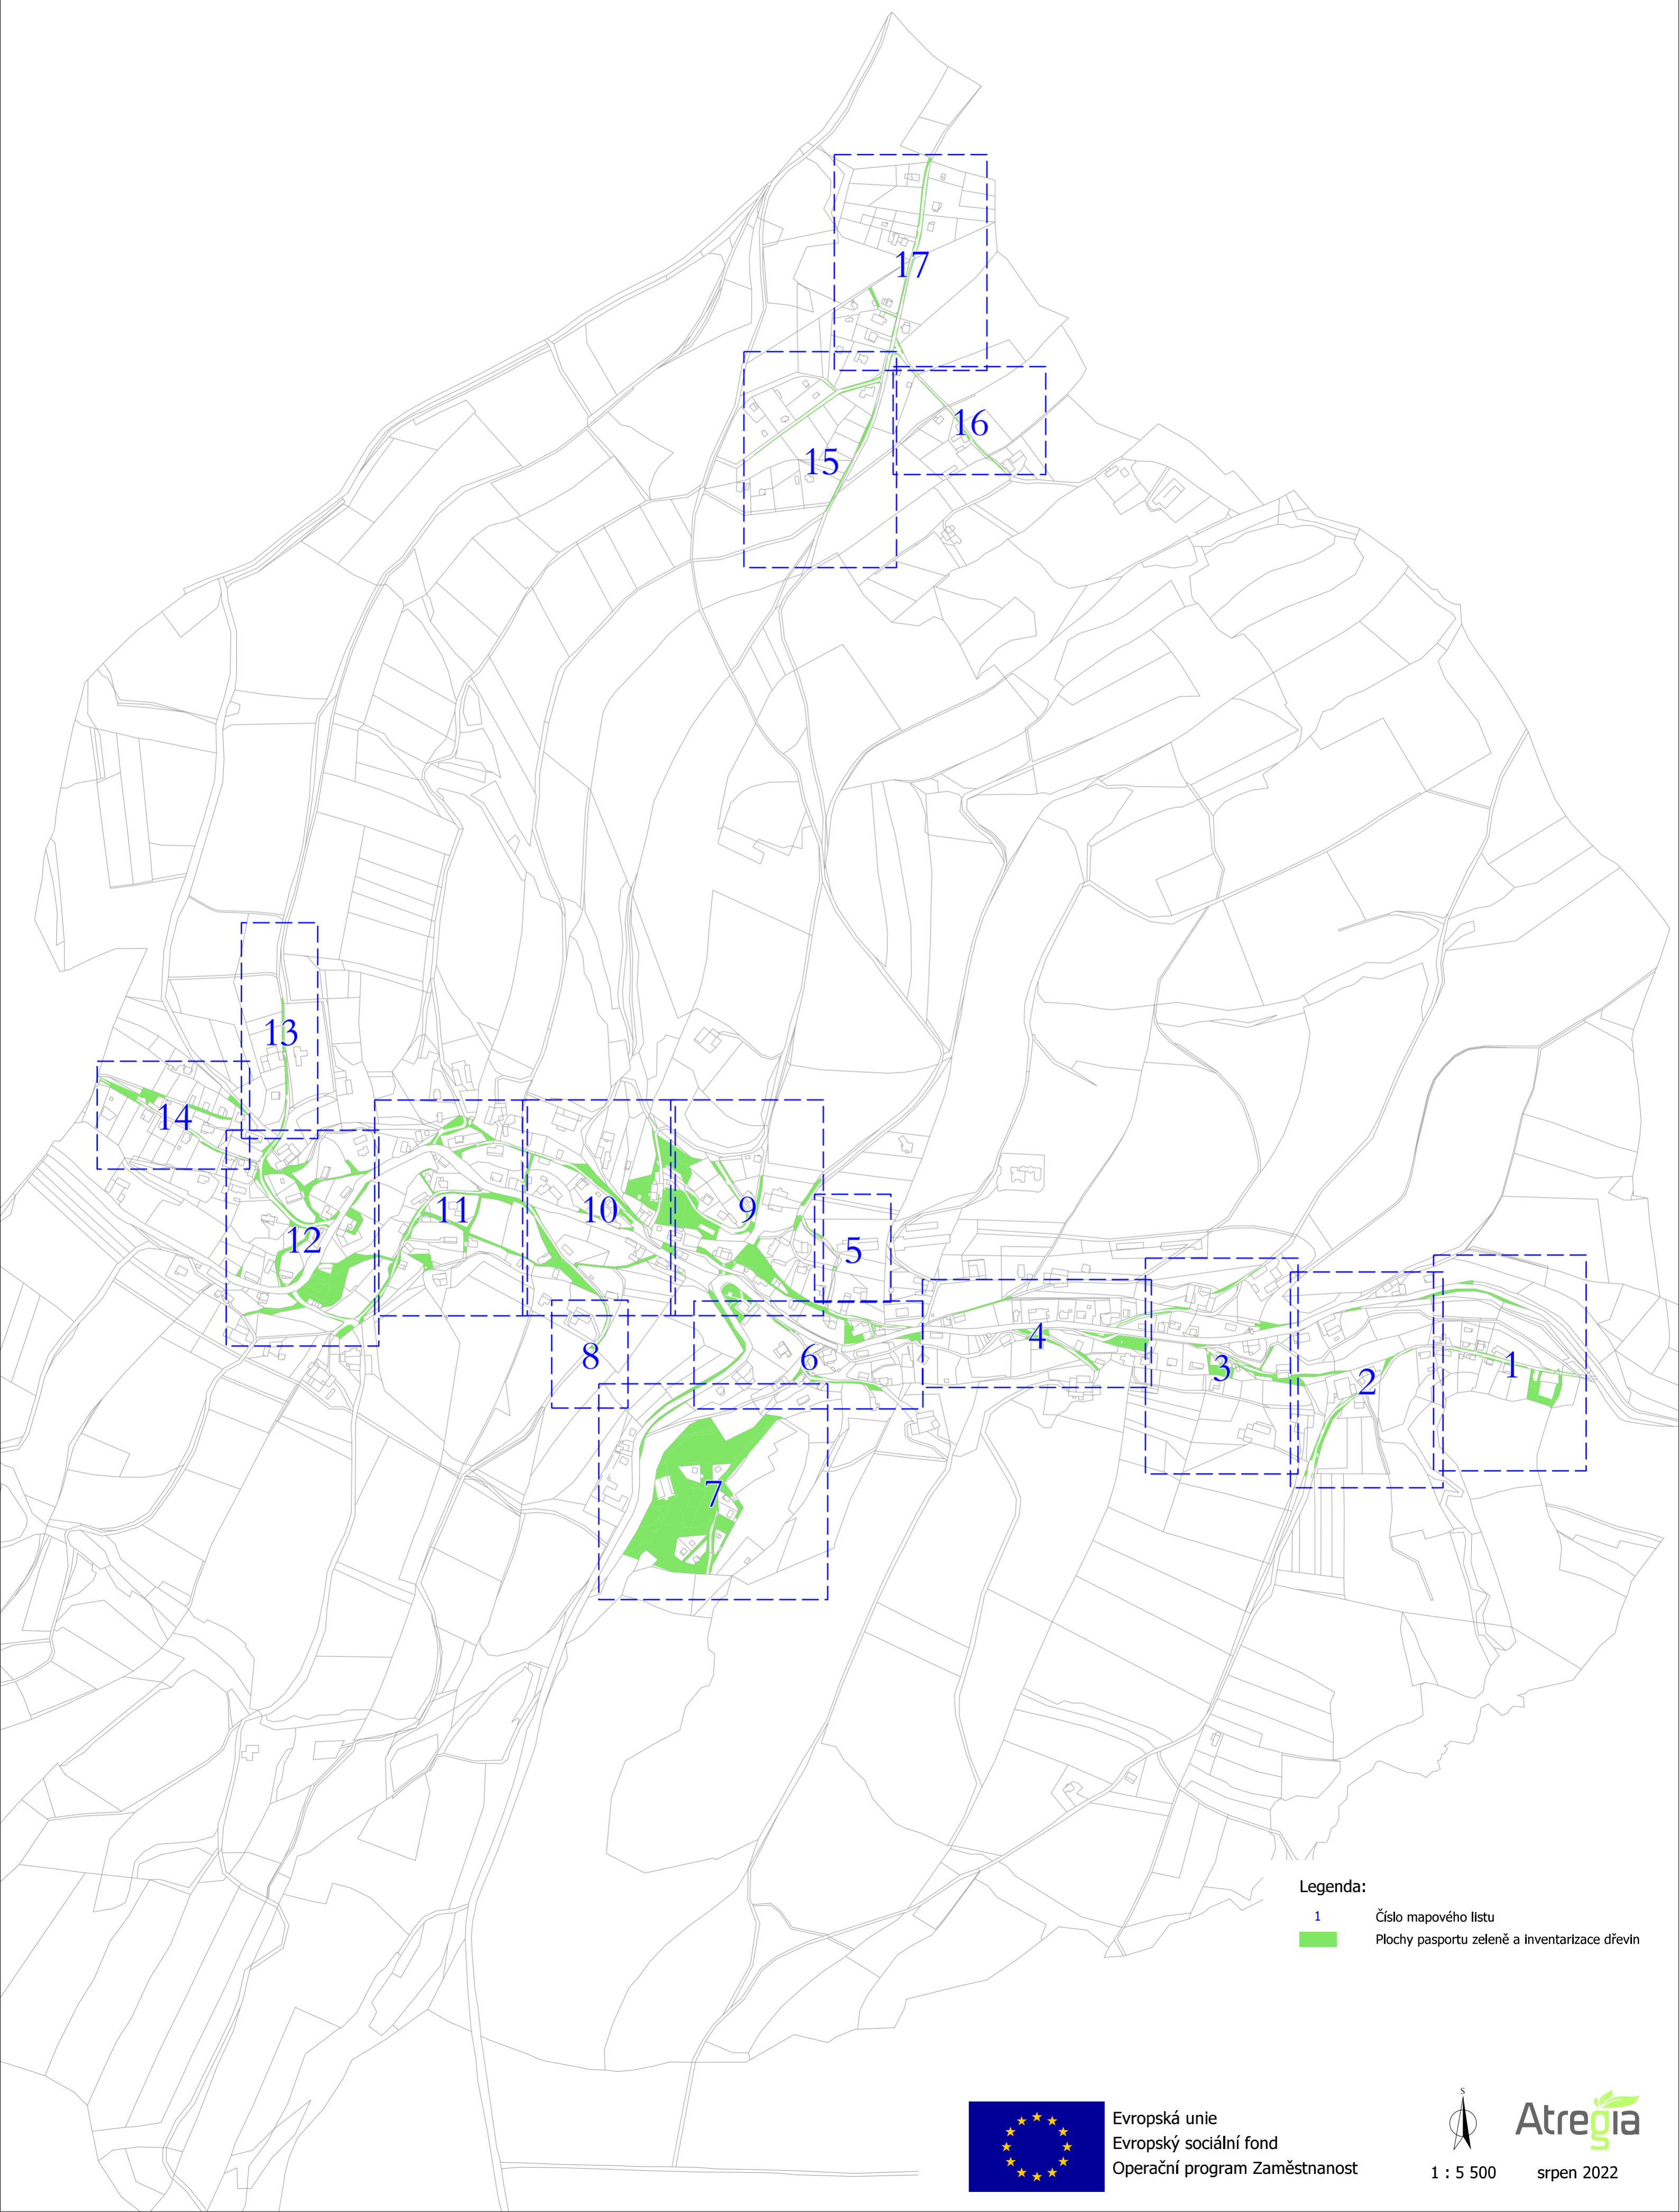 17
16
15
13
14
11
10
9
12
5
8
6
4
3
2
1
7
Legenda:
1 Číslo mapového listu
Plochy pasportu zeleně a inventarizace dřevin
Evropská unie
Evropský sociální fond
Operační program Zaměstnanost
S
1 : 5 500
Atregia
srpen 2022